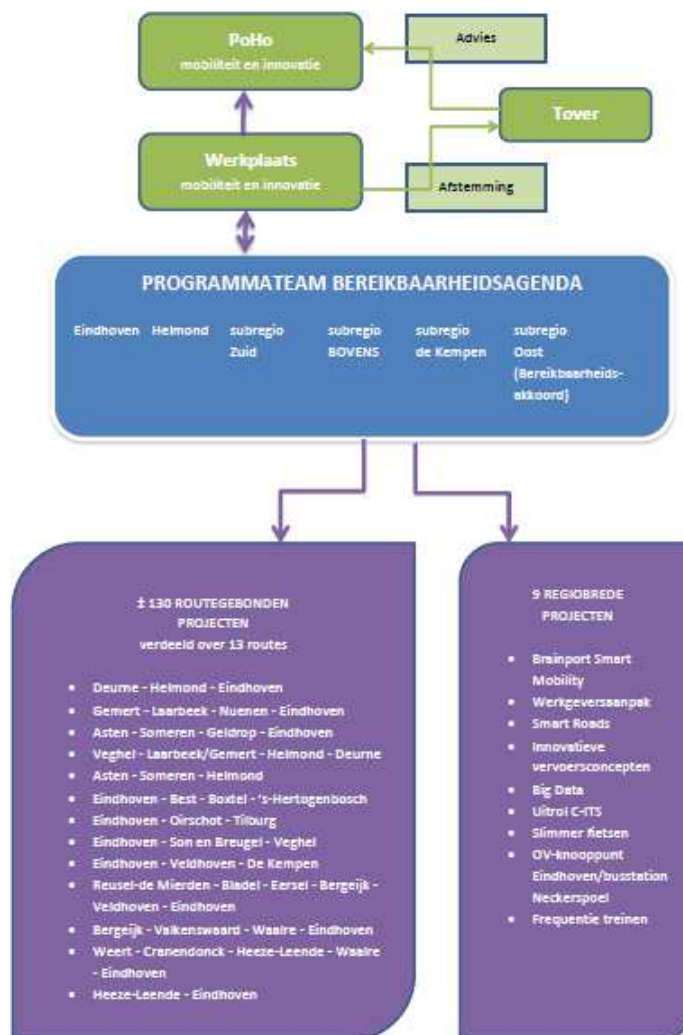 PoHo
mobiliteit en innovatie
Advies
Tover
Werkplaats
mobiliteit en innovatie
Afstemming
PROGRAMMATEAM BEREIKBAARHEIDSAGENDA
Eindhoven
Helmond
subregio
Zuid
subregio
BOVENS
subregio
de Kempen
subregio
Oost
(Bereikbaarheids-
akkoord)
± 130 ROUTEGEBONDEN
PROJECTEN
verdeeld over 13 routes
• Deurne - Helmond - Eindhoven
• Gemert - Laarbeek - Nuenen - Eindhoven
• Asten - Someren - Geldrop - Eindhoven
• Veghel - Laarbeek/Gemert - Helmond - Deurne
• Asten - Someren - Helmond
• Eindhoven - Best - Boxtel - 's-Hertogenbosch
• Eindhoven - Oirschot - Tilburg
• Eindhoven - Son en Breugel - Veghel
• Eindhoven - Veldhoven - De Kempen
• Reusel-de Mierden - Bladel - Eersel - Bergeijk -
Veldhoven - Eindhoven
• Bergeijk - Valkenswaard - Waalre - Eindhoven
• Weert - Cranendonck - Heeze-Leende - Waalre
- Eindhoven
• Heeze-Leende - Eindhoven
9 REGIOBREDE
PROJECTEN
• Brainport Smart
Mobility
• Werkgeversaanpak
• Smart Roads
• Innovatieve
vervoersconcepten
• Big Data
• Uitrol C-ITS
• Slimmer fietsen
• OV-knooppunt
Eindhoven/busstation
Neckerspoel
• Frequentie treinen